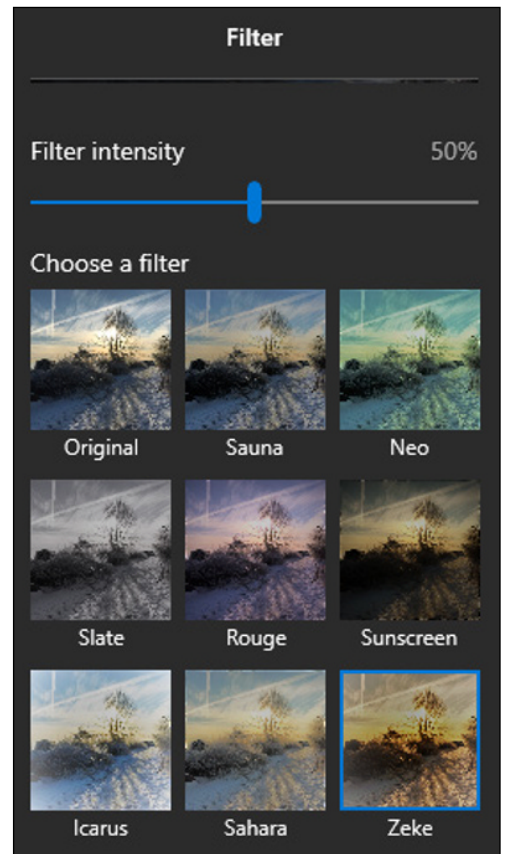 Filter
Filter intensity 50%
Choose a filter
Original Sauna Neo
Slate Rouge Sunscreen
Icarus Sahara Zeke